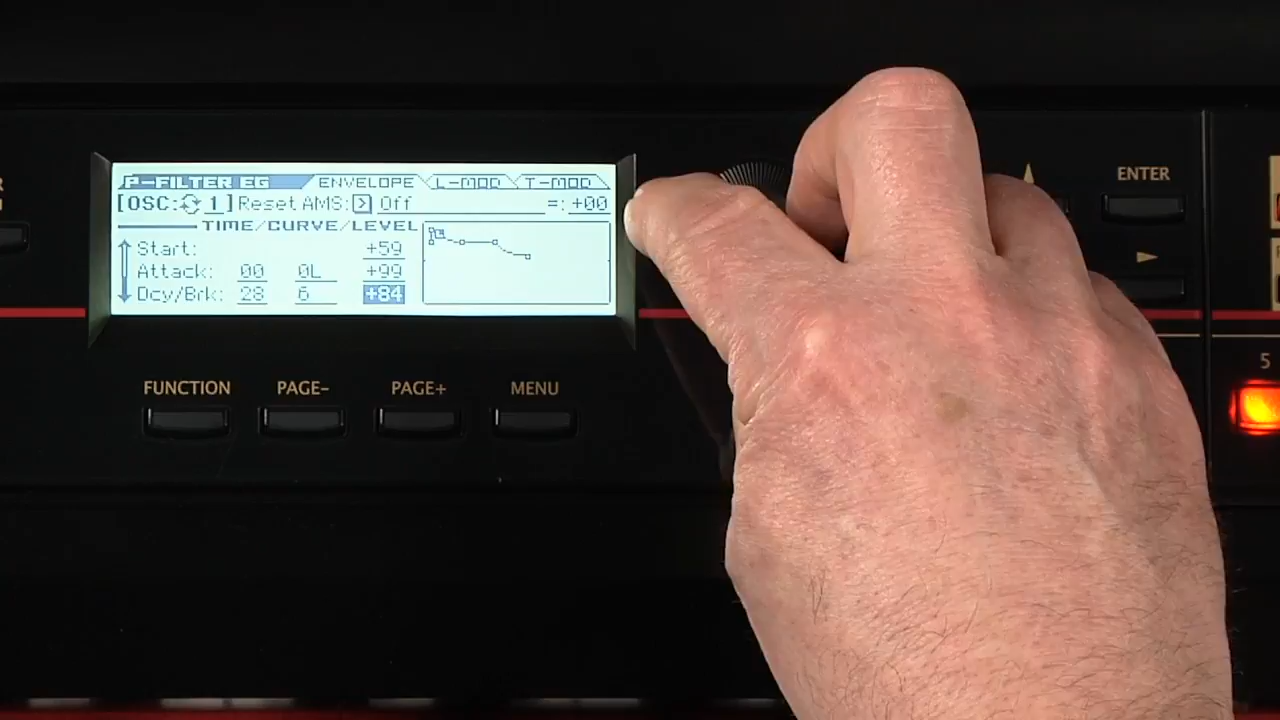 P-FILTER EG ENVELOPE L-MOD T-MOD
[OSC: 1] Reset AMS: Off =: +00
TIME/CURVE/LEVEL
Start: +59
Attack: 00 0L +99
Dcy/Brk: 28 6 +84
ENTER
FUNCTION PAGE- PAGE+ MENU
5